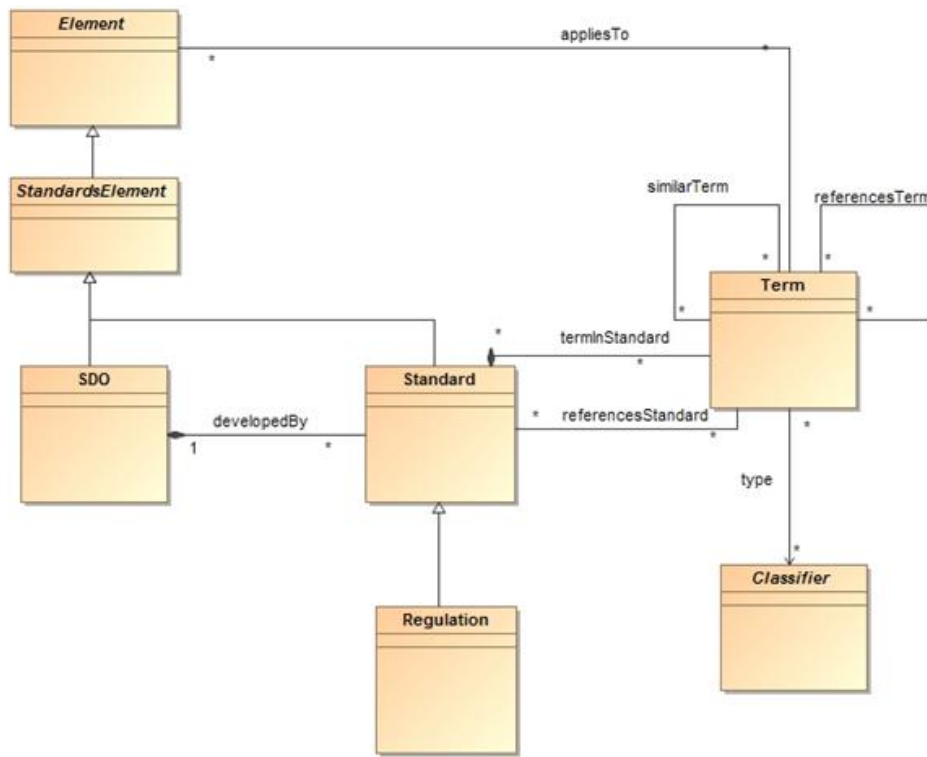 Element
appliesTo
*
*
StandardsElement
similarTerm
referencesTerm
*
*
Term
*
*
*
termInStandard
*
SDO
Standard
developedBy
1
*
*
referencesStandard
*
*
type
*
Classifier
Regulation